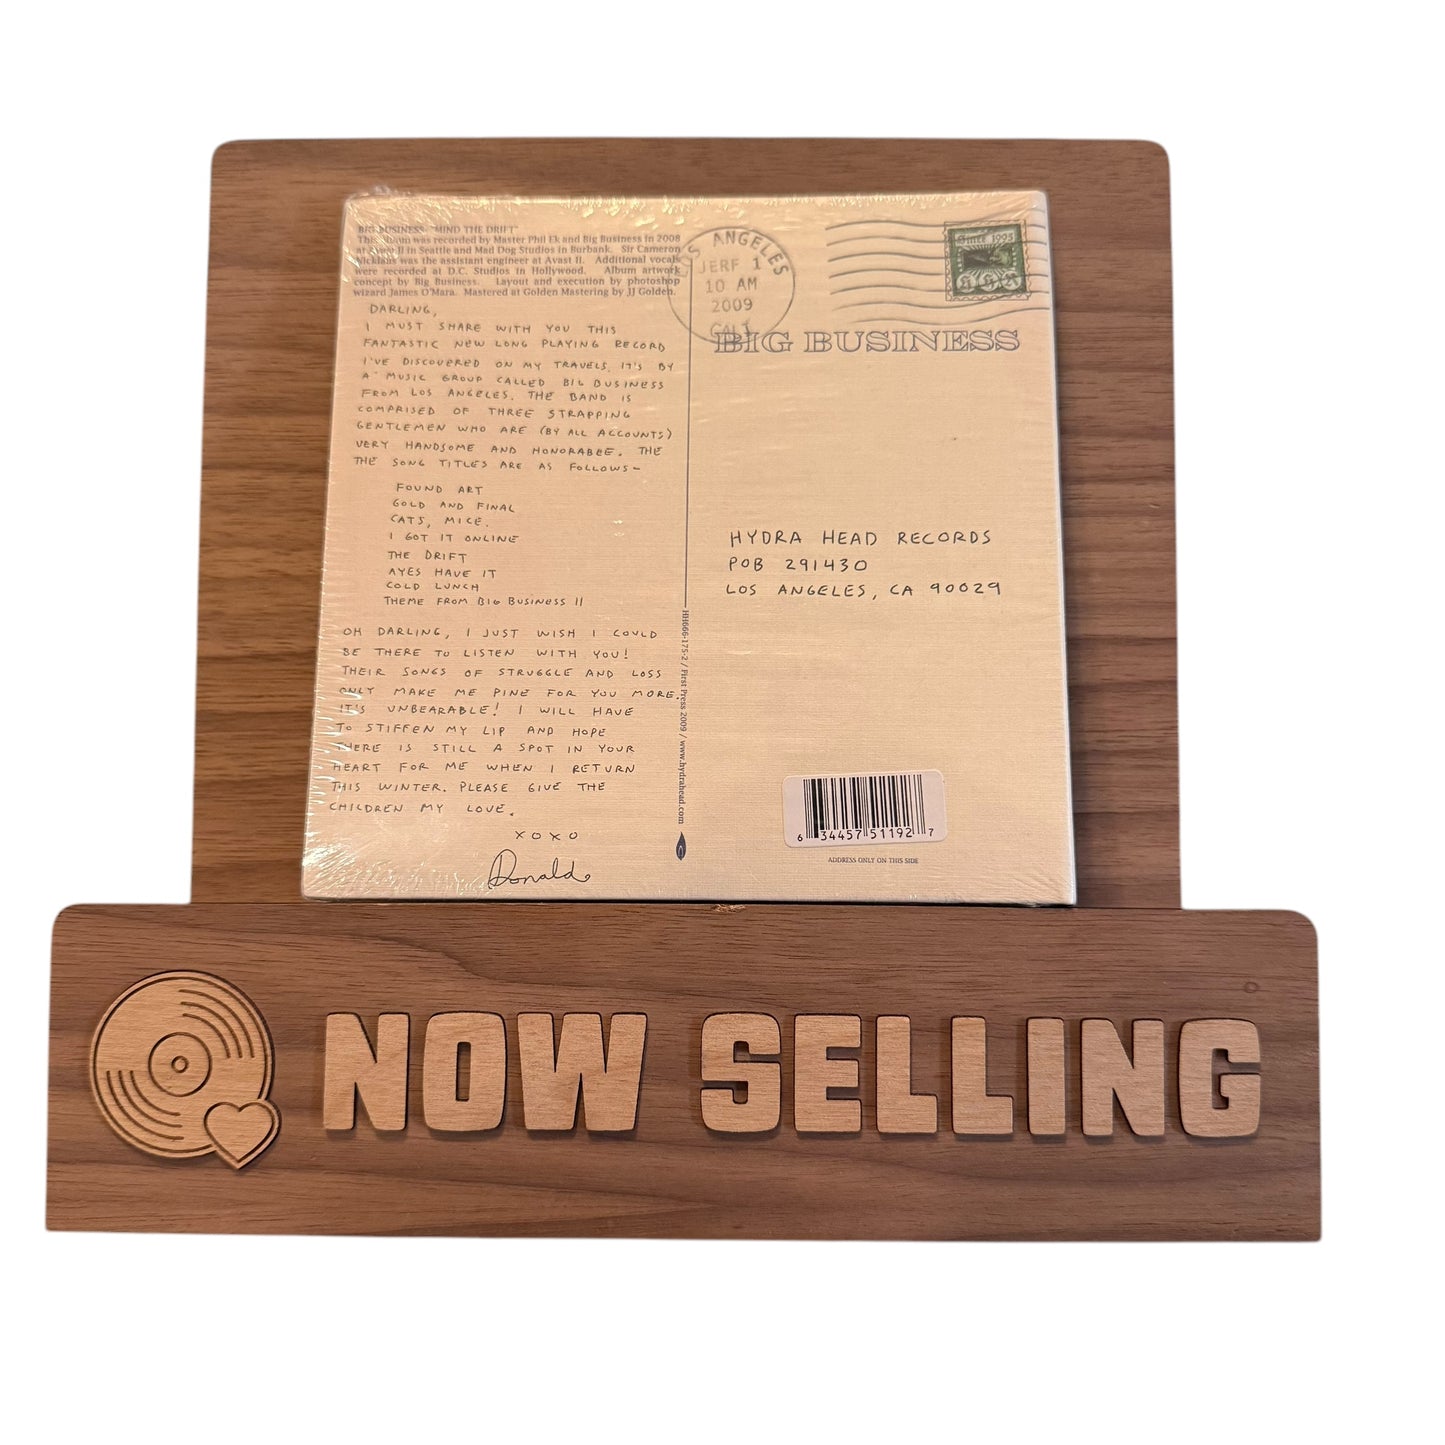 BIG BUSINESS- "MIND THE DRIFT"
This album was recorded by Master Phil Ek and Big Business in 2008
at Avast II in Seattle and Mad Dog Studios in Burbank. Sir Cameron
Nicklaus was the assistant engineer at Avast II. Additional vocals
were recorded at D.C. Studios in Hollywood. Album artwork
concept by Big Business. Layout and execution by photoshop
wizard James O'Mara. Mastered at Golden Mastering by JJ Golden.
DARLING,
I MUST SHARE WITH YOU THIS
FANTASTIC NEW LONG PLAYING RECORD
I'VE DISCOVERED ON MY TRAVELS. IT'S BY
A MUSIC GROUP CALLED BIG BUSINESS
FROM LOS ANGELES. THE BAND IS
COMPRISED OF THREE STRAPPING
GENTLEMEN WHO ARE (BY ALL ACCOUNTS)
VERY HANDSOME AND HONORABLE. THE
THE SONG TITLES ARE AS FOLLOWS-
FOUND ART
GOLD AND FINAL
CATS, MICE.
I GOT IT ONLINE
THE DRIFT
AYES HAVE IT
COLD LUNCH
THEME FROM BIG BUSINESS II
OH DARLING, I JUST WISH I COULD
BE THERE TO LISTEN WITH YOU!
THEIR SONGS OF STRUGGLE AND LOSS
ONLY MAKE ME PINE FOR YOU MORE.
IT'S UNBEARABLE! I WILL HAVE
TO STIFFEN MY LIP AND HOPE
THERE IS STILL A SPOT IN YOUR
HEART FOR ME WHEN I RETURN
THIS WINTER. PLEASE GIVE THE
CHILDREN MY LOVE.
XOXO
Donald
HH666-175-2 / First Press 2009 / www.hydrahead.com
LOS ANGELES
JERF 1
10 AM
2009
CALI
SINCE 1995
BIG BUSINESS
HYDRA HEAD RECORDS
POB 291430
LOS ANGELES, CA 90029
6 34457 51192 7
ADDRESS ONLY ON THIS SIDE
NOW SELLING